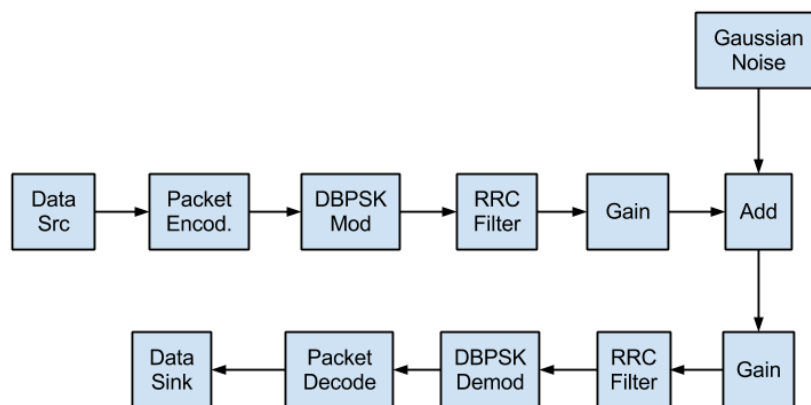 Gaussian
Noise
Data
Src
Packet
Encod.
DBPSK
Mod
RRC
Filter
Gain
Add
Data
Sink
Packet
Decode
DBPSK
Demod
RRC
Filter
Gain